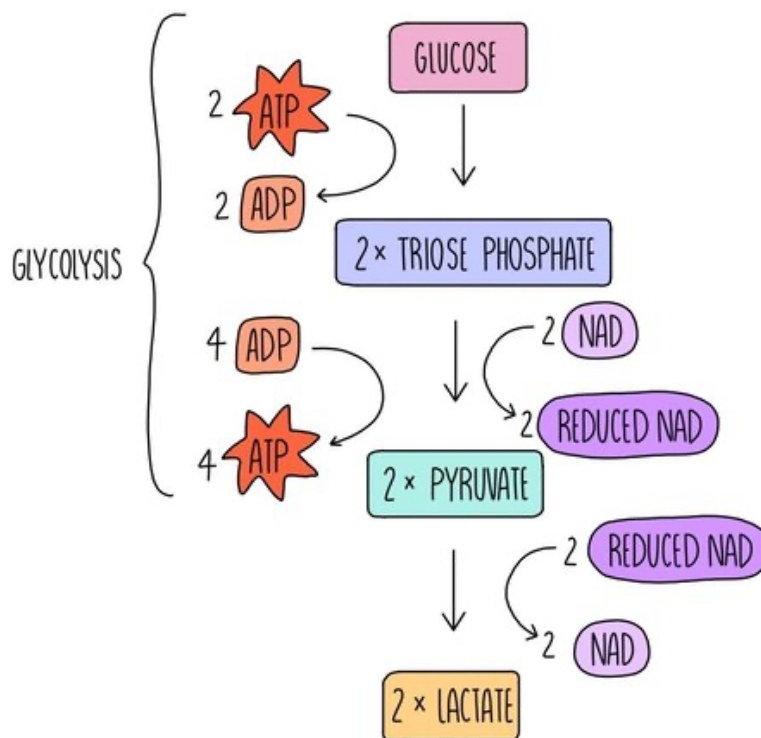 GLUCOSE
2 ATP
2 ADP
2 × TRIOSE PHOSPHATE
GLYCOLYSIS
2 NAD
4 ADP
2 REDUCED NAD
4 ATP
2 × PYRUVATE
2 REDUCED NAD
2 NAD
2 × LACTATE